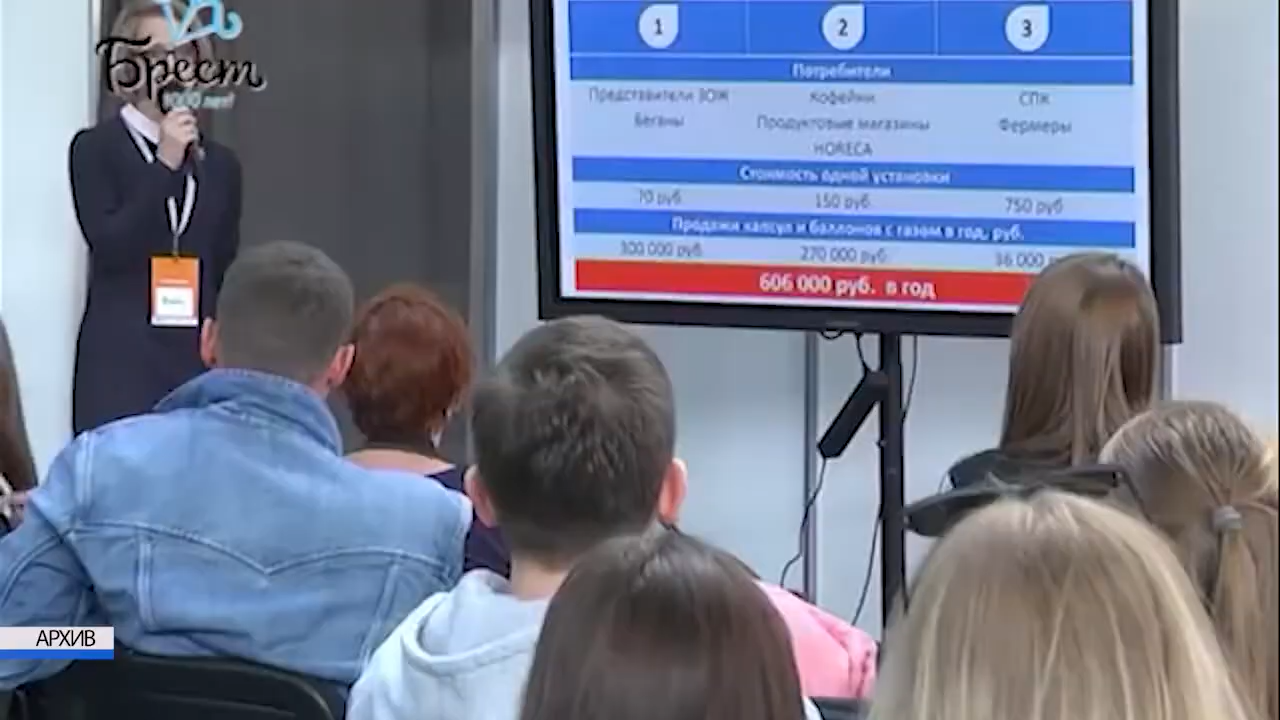 Брест
1000 лет!
1 2 3
Потребители
Представители ЗОЖ Кофейни СПК
Веганы Продуктовые магазины Фермеры
HORECA
Стоимость одной установки
70 руб. 150 руб. 750 руб
Продажи капсул и баллонов с газом в год, руб.
300 000 руб. 270 000 руб. 36 000
606 000 руб. в год
АРХИВ